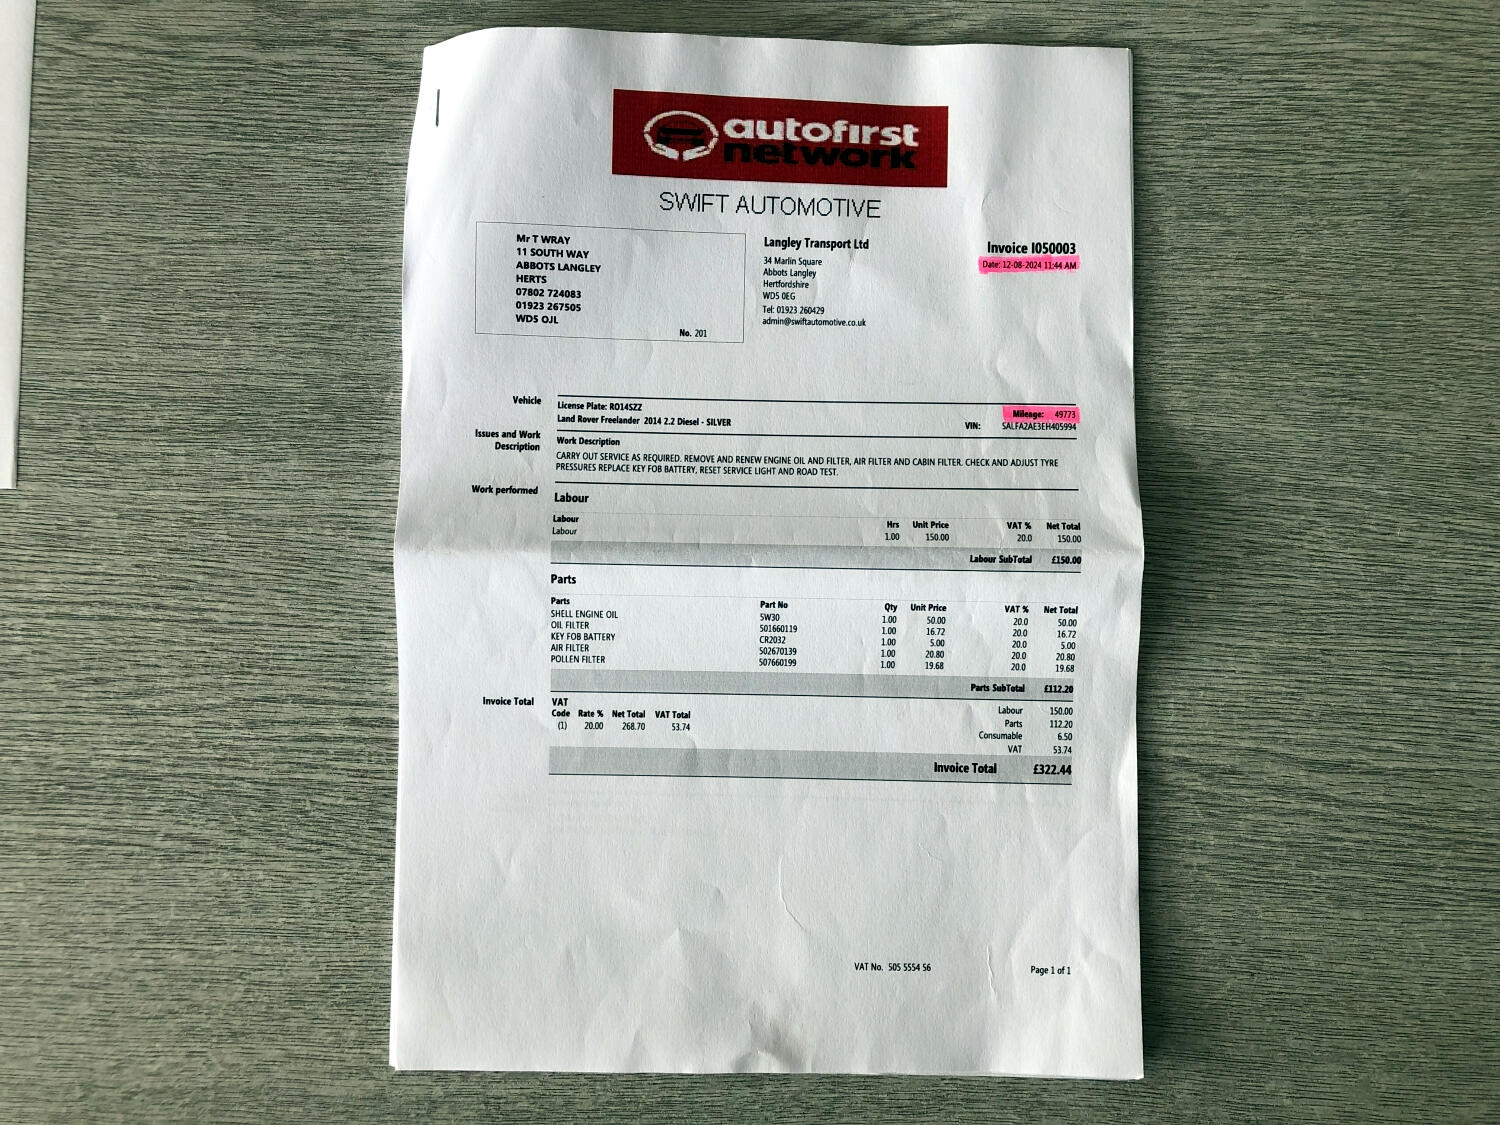 autofirst
network
SWIFT AUTOMOTIVE
Mr T WRAY
11 SOUTH WAY
ABBOTS LANGLEY
HERTS
07802 724083
01923 267505
WD5 OJL
No. 201
Langley Transport Ltd
34 Marlin Square
Abbots Langley
Hertfordshire
WD5 0EG
Tel: 01923 260429
admin@swiftautomotive.co.uk
Invoice I050003
Date: 12-08-2024 11:44 AM
Vehicle
License Plate: RO14SZZ
Land Rover Freelander 2014 2.2 Diesel - SILVER
Mileage: 49773
VIN: SALFA2AE3EH405994
Issues and Work
Description
Work Description
CARRY OUT SERVICE AS REQUIRED. REMOVE AND RENEW ENGINE OIL AND FILTER, AIR FILTER AND CABIN FILTER. CHECK AND ADJUST TYRE
PRESSURES REPLACE KEY FOB BATTERY, RESET SERVICE LIGHT AND ROAD TEST.
Work performed
Labour
Labour Hrs Unit Price VAT % Net Total
Labour 1.00 150.00 20.0 150.00
Labour SubTotal £150.00
Parts
Parts Part No Qty Unit Price VAT % Net Total
SHELL ENGINE OIL 5W30 1.00 50.00 20.0 50.00
OIL FILTER 501660119 1.00 16.72 20.0 16.72
KEY FOB BATTERY CR2032 1.00 5.00 20.0 5.00
AIR FILTER 502670139 1.00 20.80 20.0 20.80
POLLEN FILTER 507660199 1.00 19.68 20.0 19.68
Parts SubTotal £112.20
Invoice Total
VAT
Code Rate % Net Total VAT Total
(1) 20.00 268.70 53.74
Labour 150.00
Parts 112.20
Consumable 6.50
VAT 53.74
Invoice Total £322.44
VAT No. 505 5554 56
Page 1 of 1